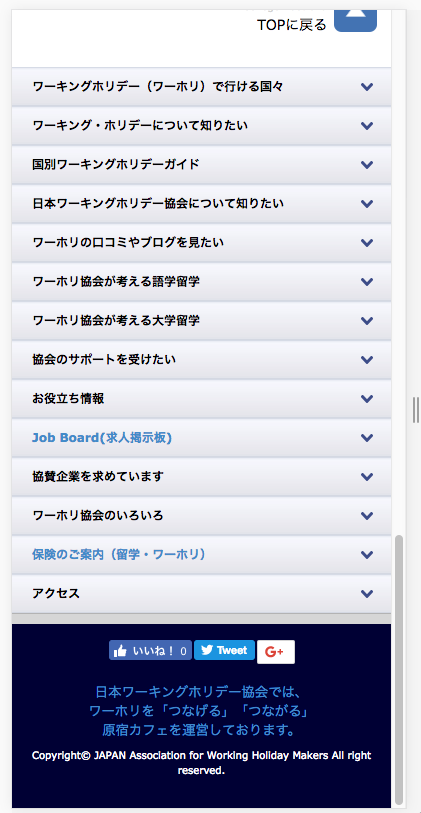 TOPに戻る
ワーキングホリデー（ワーホリ）で行ける国々
ワーキング・ホリデーについて知りたい
国別ワーキングホリデーガイド
日本ワーキングホリデー協会について知りたい
ワーホリの口コミやブログを見たい
ワーホリ協会が考える語学留学
ワーホリ協会が考える大学留学
協会のサポートを受けたい
お役立ち情報
Job Board(求人掲示板)
協賛企業を求めています
ワーホリ協会のいろいろ
保険のご案内（留学・ワーホリ）
アクセス
いいね！ 0 Tweet G+
日本ワーキングホリデー協会では、
ワーホリを「つなげる」「つながる」
原宿カフェを運営しております。
Copyright© JAPAN Association for Working Holiday Makers All right
reserved.